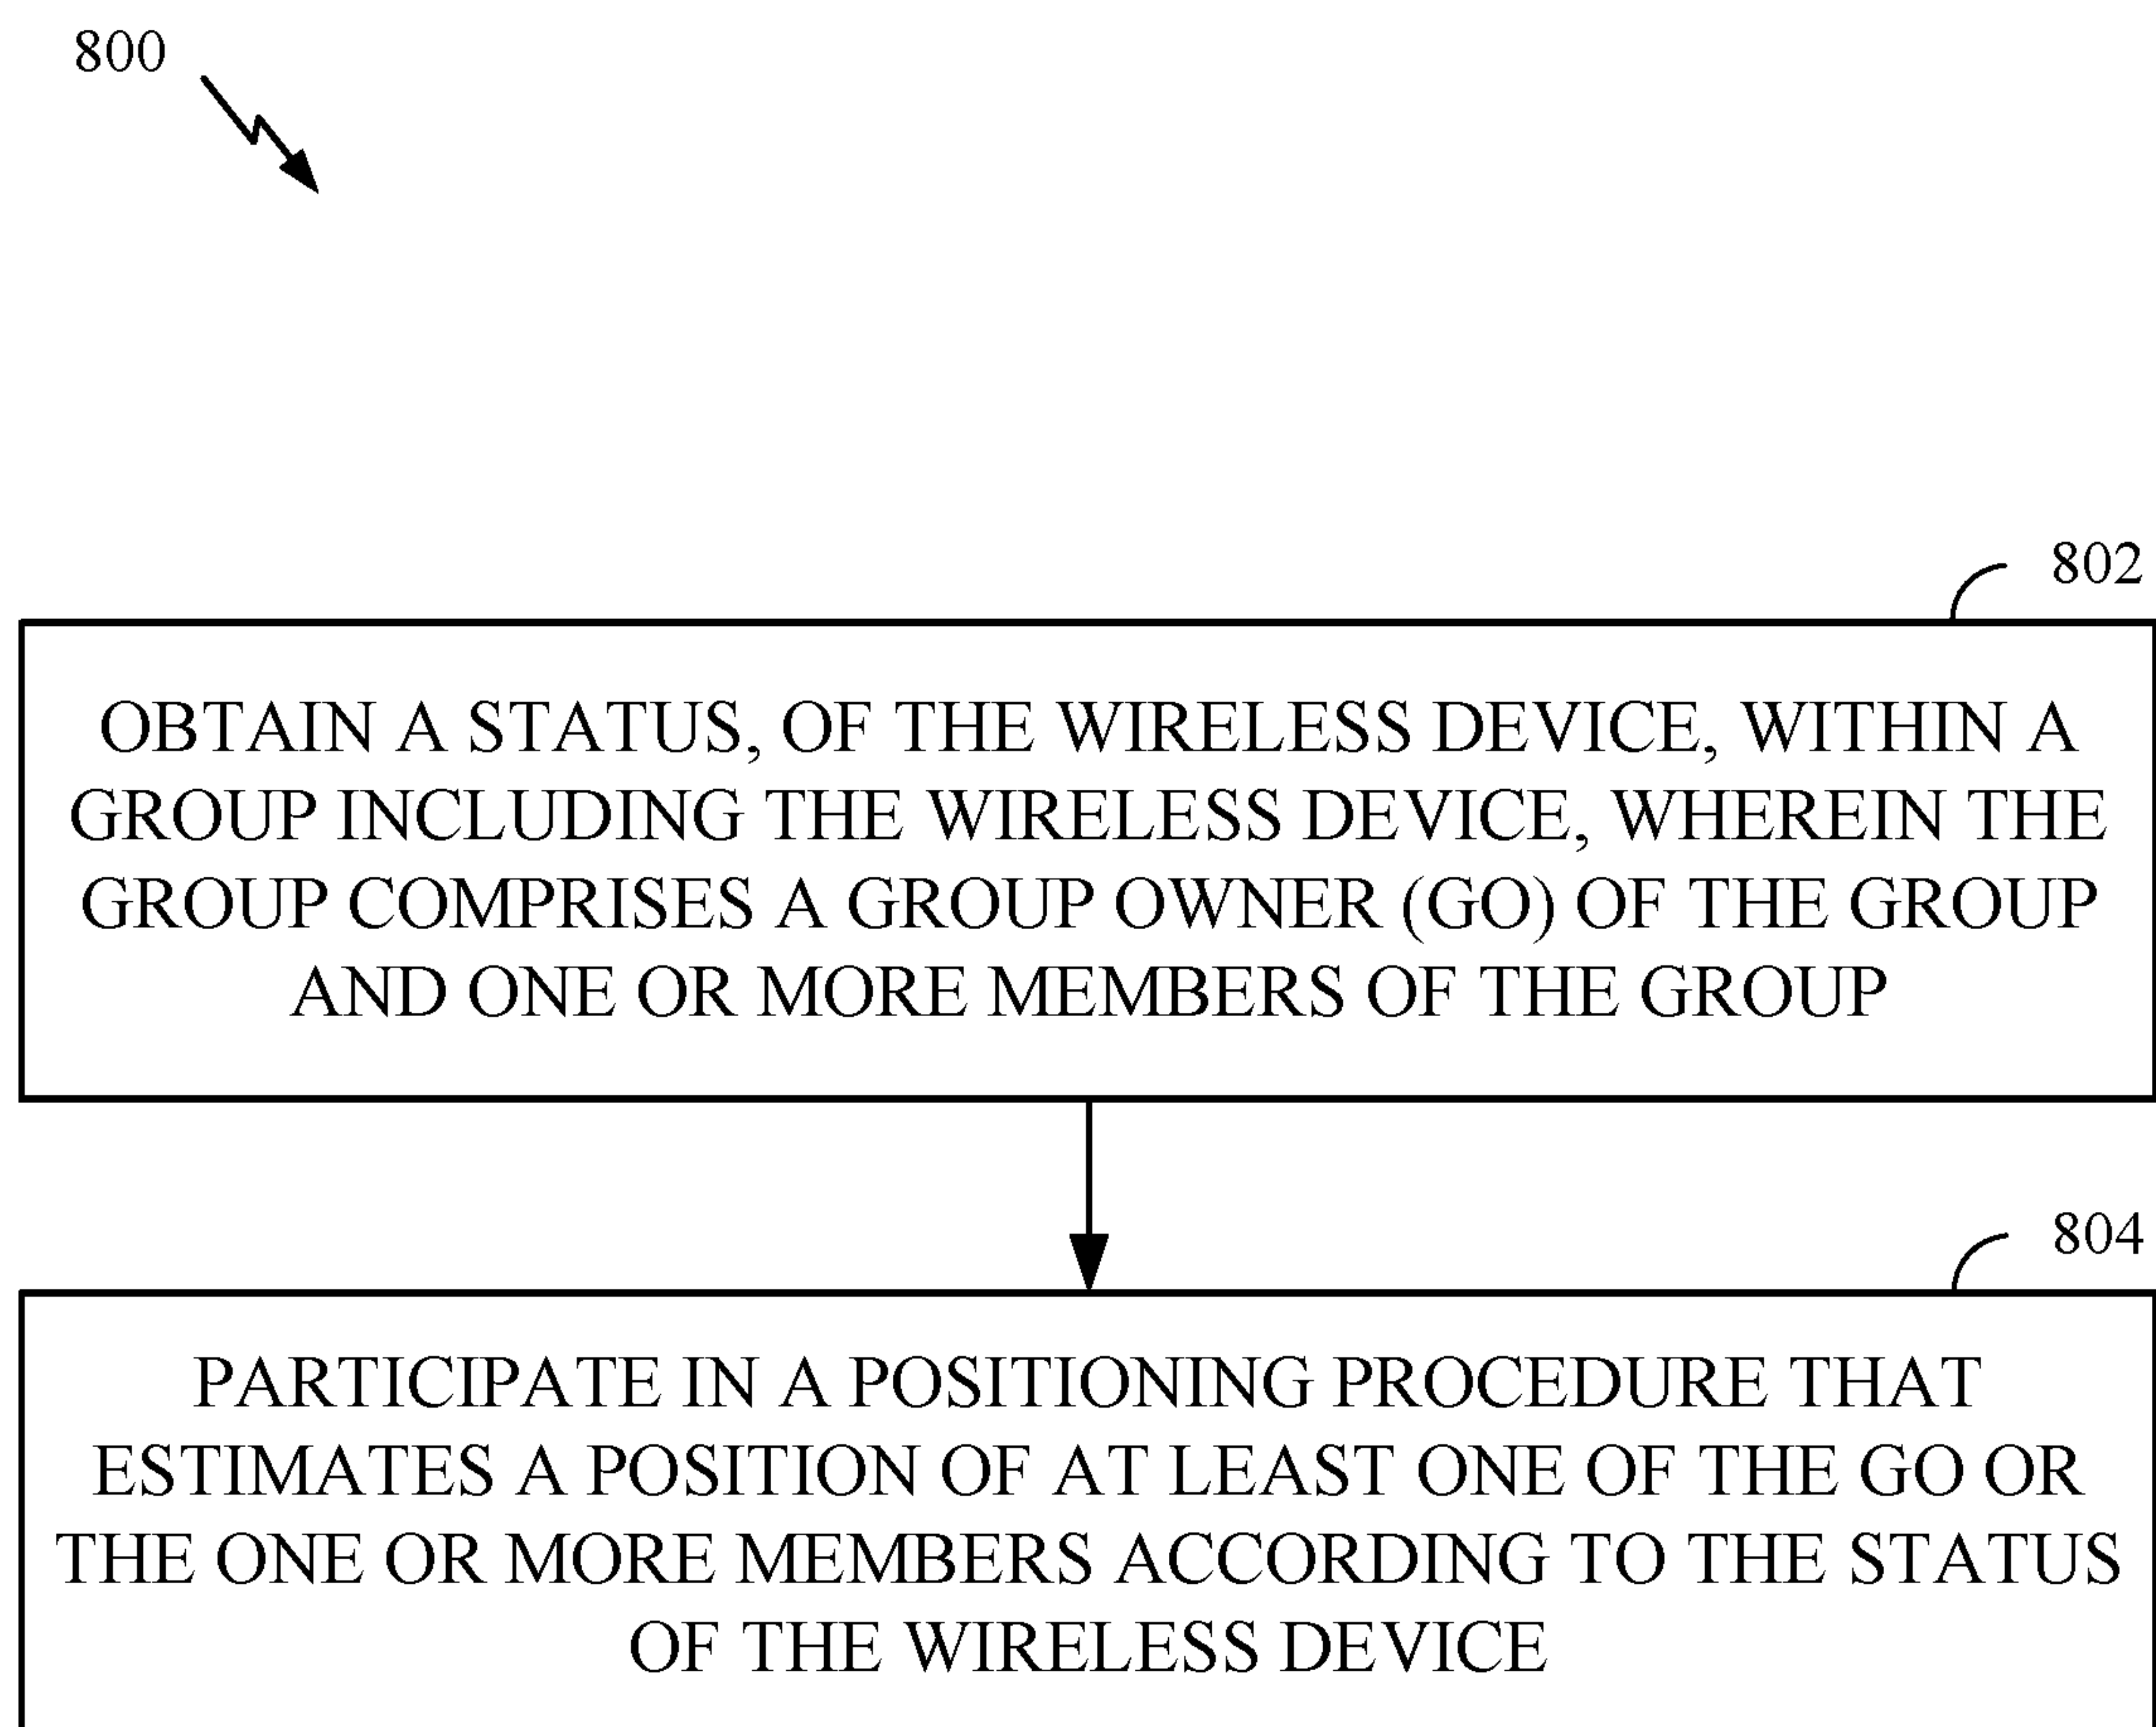 800
802
OBTAIN A STATUS, OF THE WIRELESS DEVICE, WITHIN A
GROUP INCLUDING THE WIRELESS DEVICE, WHEREIN THE
GROUP COMPRISES A GROUP OWNER (GO) OF THE GROUP
AND ONE OR MORE MEMBERS OF THE GROUP
804
PARTICIPATE IN A POSITIONING PROCEDURE THAT
ESTIMATES A POSITION OF AT LEAST ONE OF THE GO OR
THE ONE OR MORE MEMBERS ACCORDING TO THE STATUS
OF THE WIRELESS DEVICE